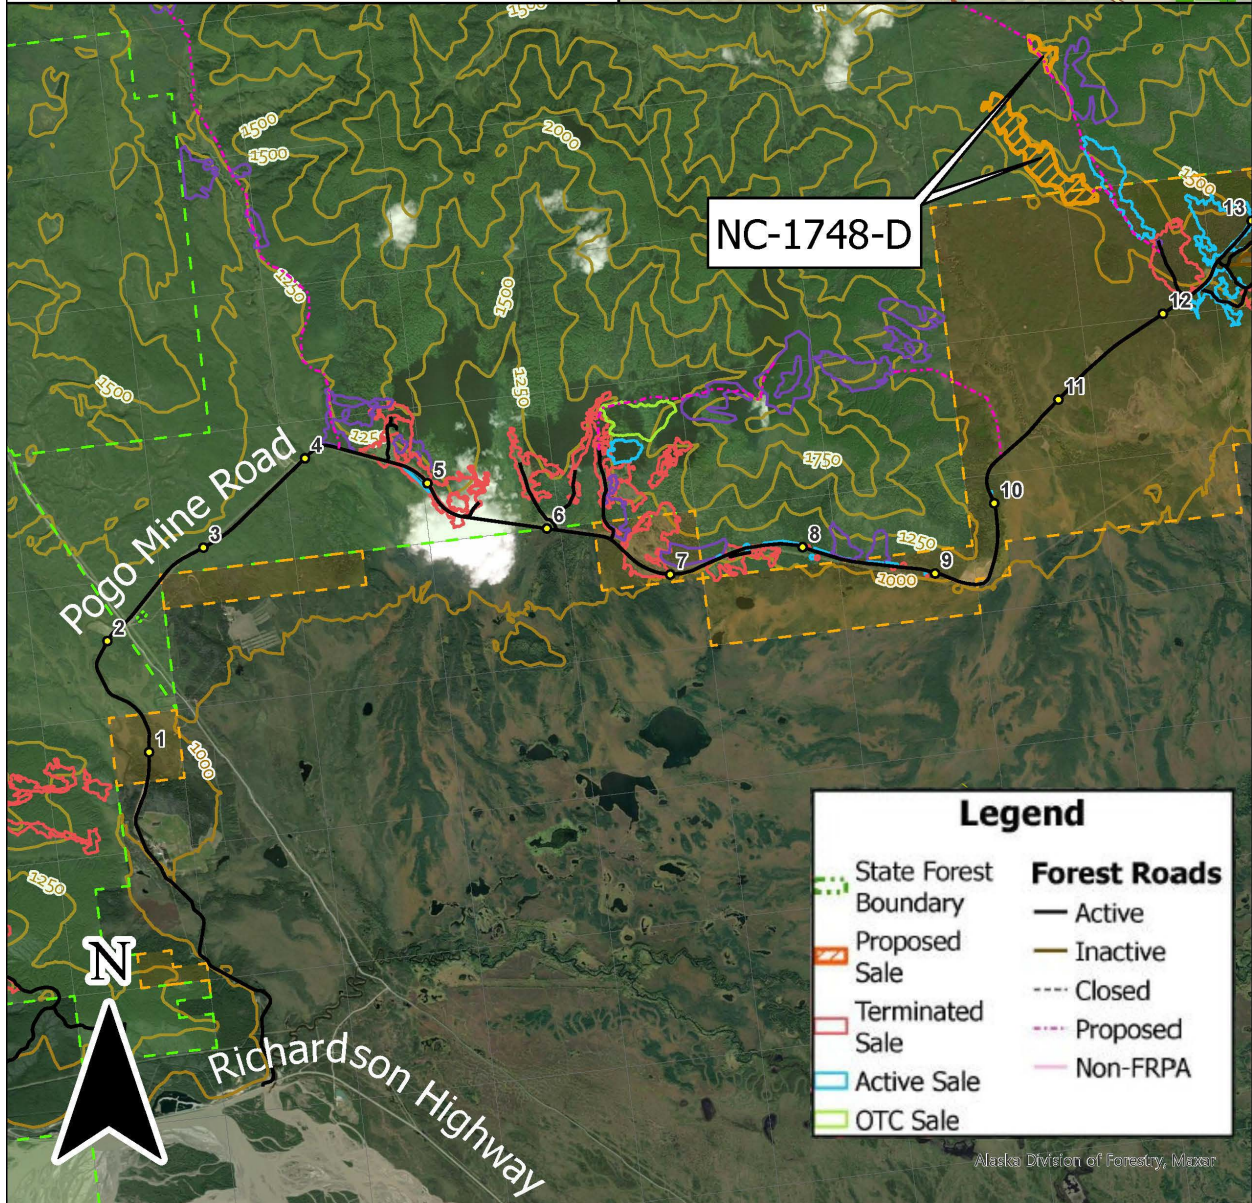 1500
1500
1500
2000
1500
13
NC-1748-D
1250
1500
12
1500
1250
11
Pogo Mine Road
4
1250
5
1750
10
6
3
8
1250
7
9
1000
2
1
1000
Legend
State Forest
Boundary
Proposed
Sale
Terminated
Sale
Active Sale
OTC Sale
Forest Roads
Active
Inactive
Closed
Proposed
Non-FRPA
1250
N
Richardson Highway
Alaska Division of Forestry, Maxar